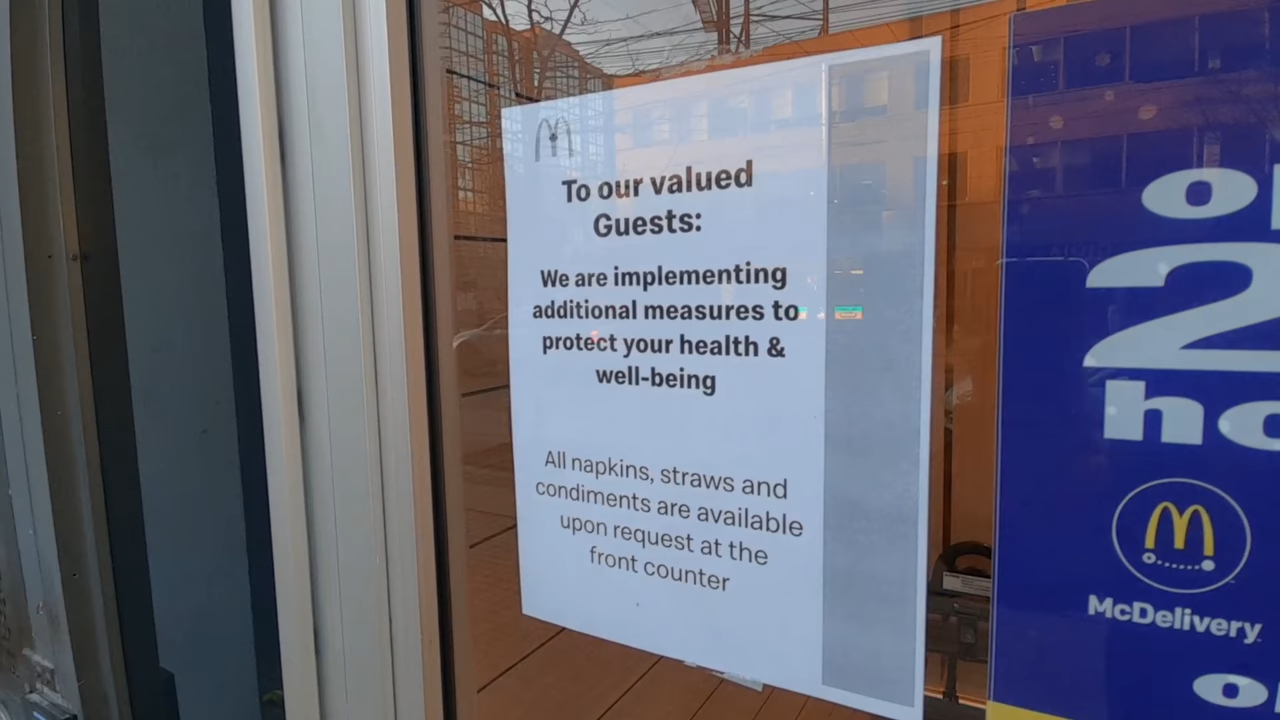 To our valued
Guests:
We are implementing
additional measures to
protect your health &
well-being
All napkins, straws and
condiments are available
upon request at the
front counter
2
McDelivery